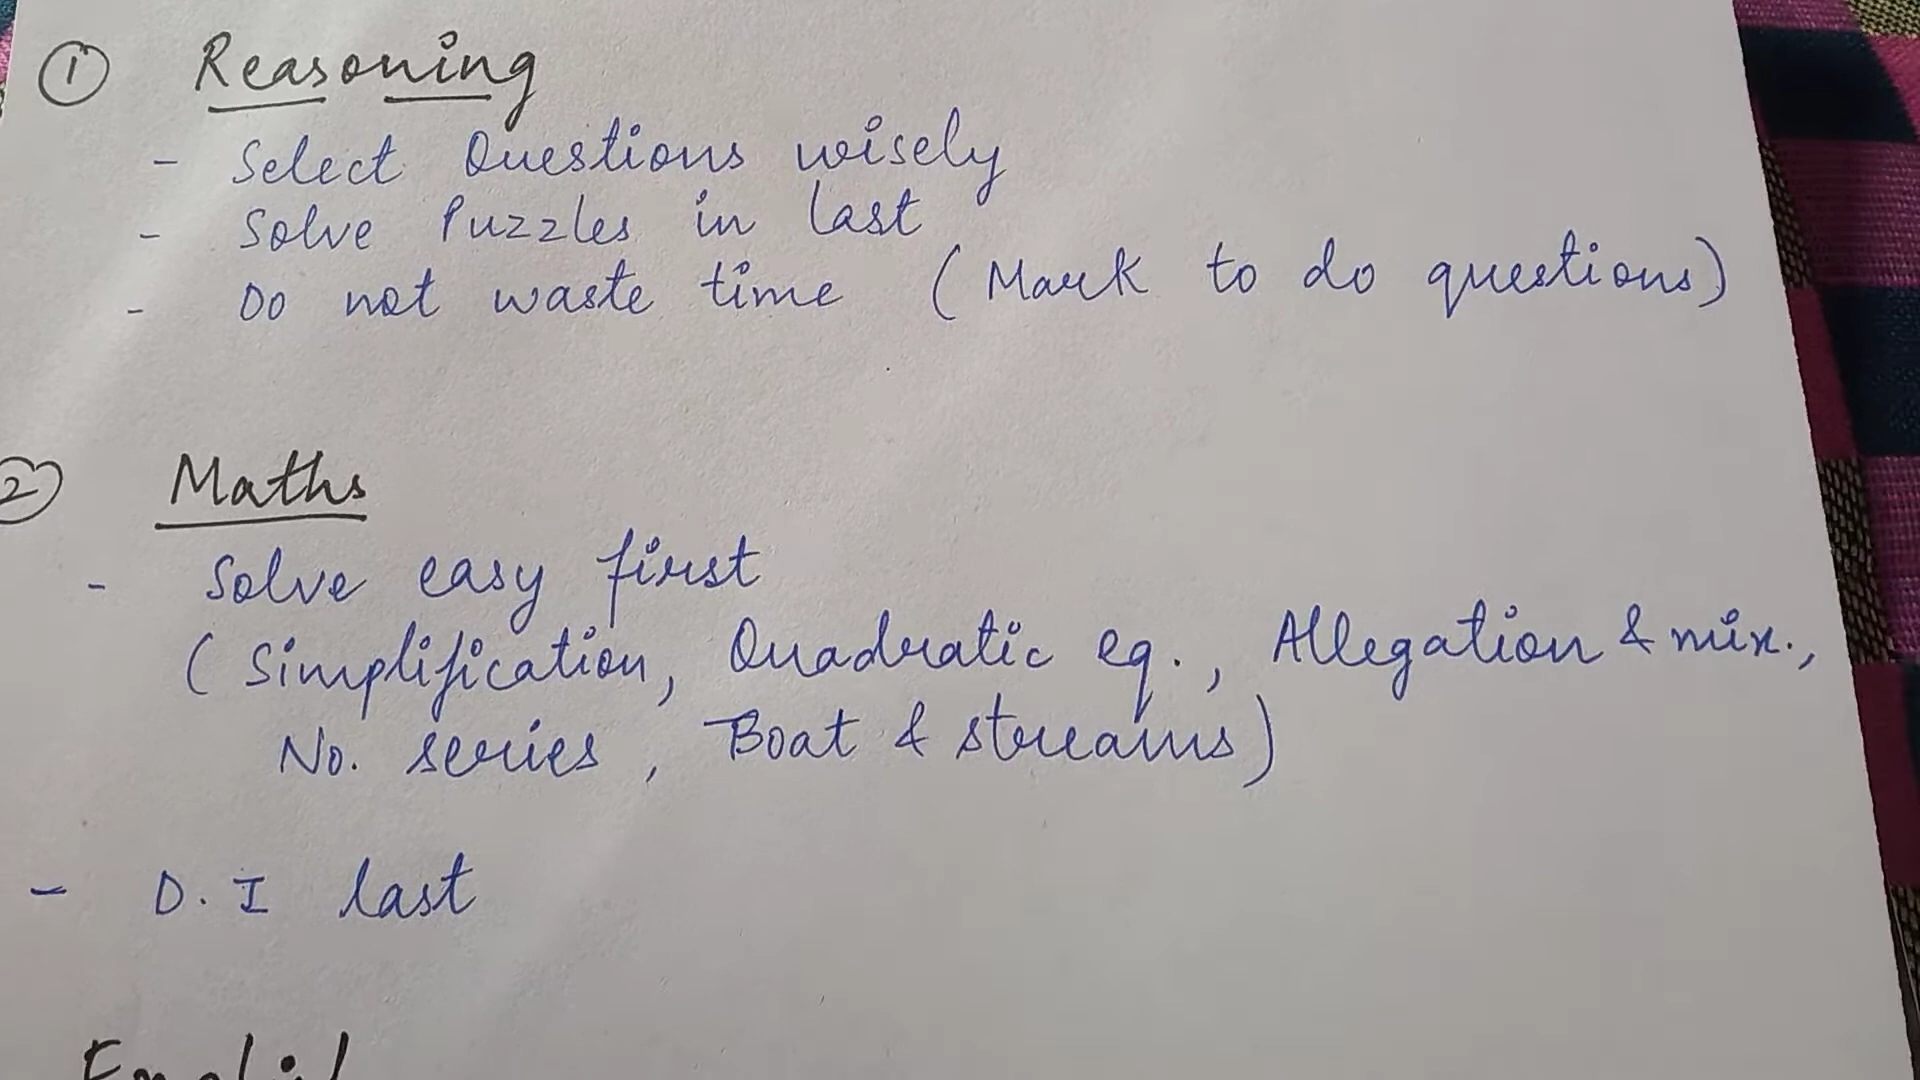 ① Reasoning
- Select Questions wisely
- Solve Puzzles in last
- Do not waste time (Mark to do questions)
② Maths
- Solve easy first
(Simplification, Quadratic eq., Allegation & mix.,
No. series, Boat & streams)
- D.I last